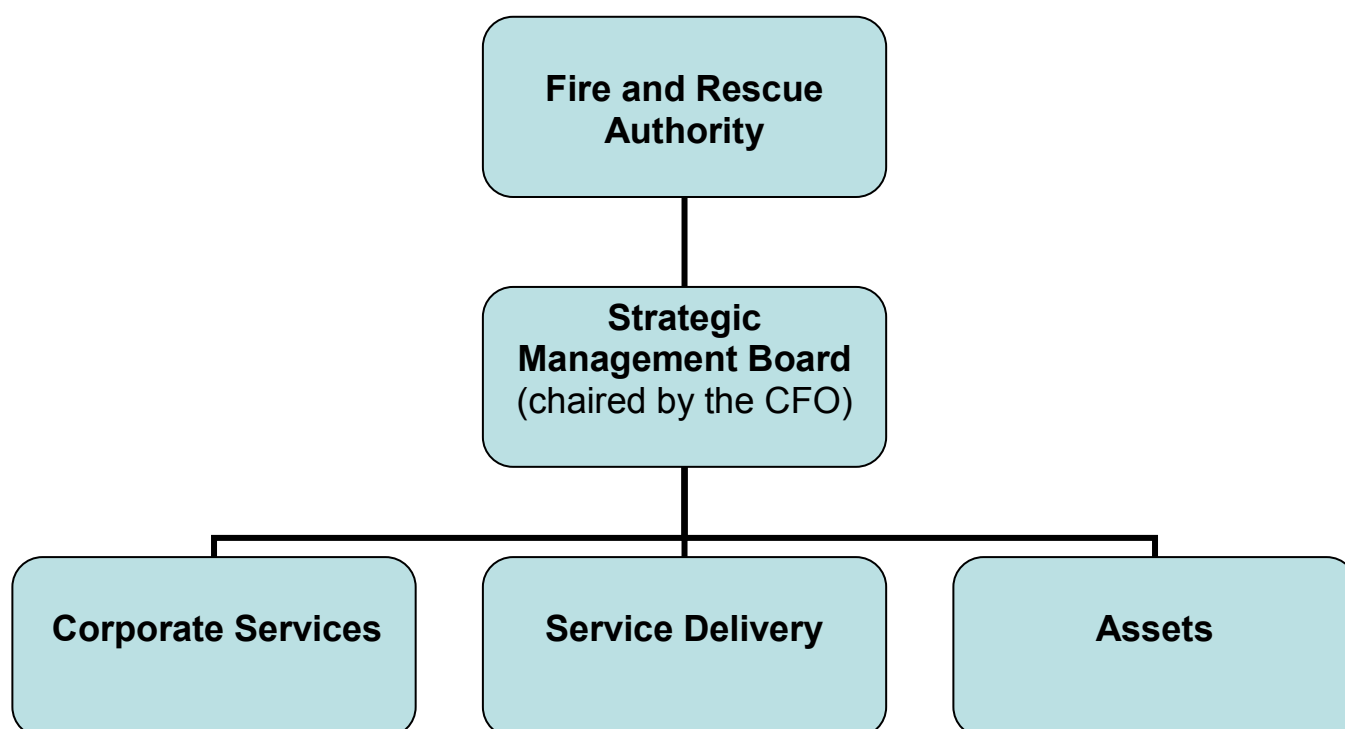 Fire and Rescue
Authority
Strategic
Management Board
(chaired by the CFO)
Corporate Services
Service Delivery
Assets